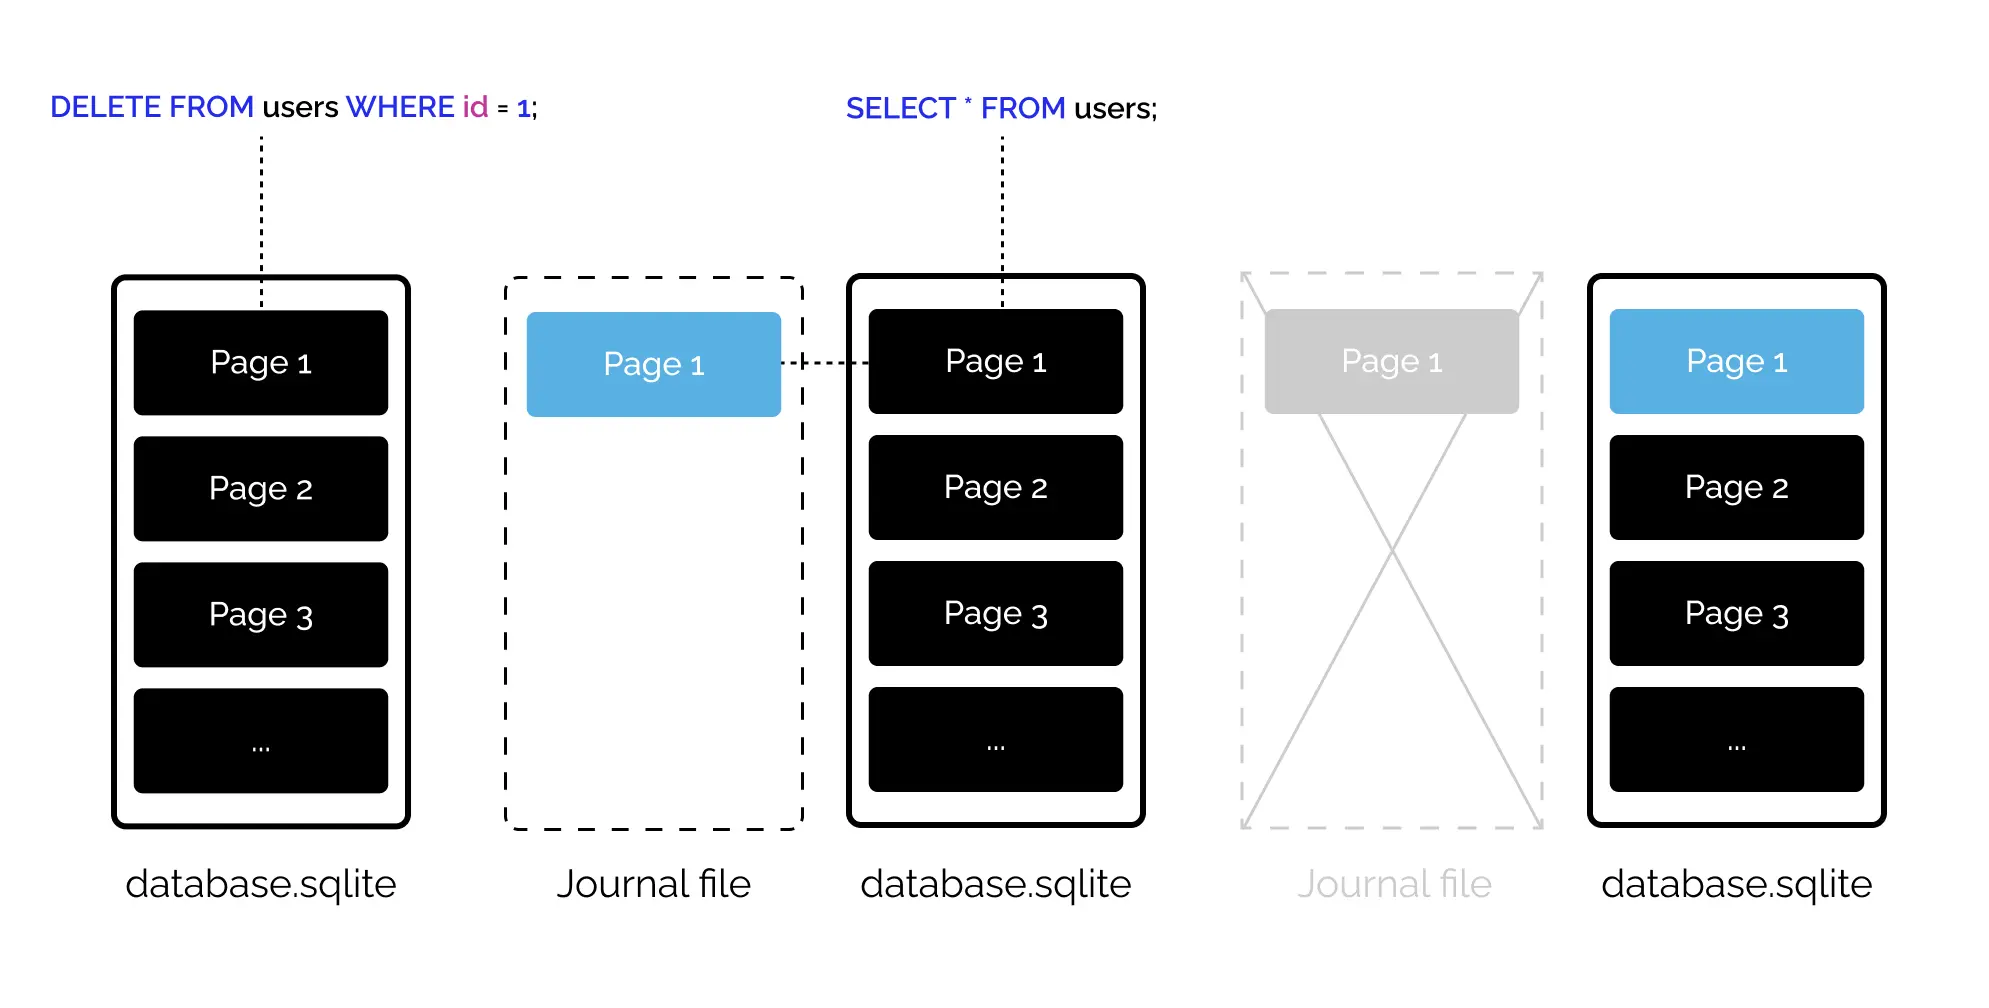 DELETE FROM users WHERE id = 1;
SELECT * FROM users;
Page 1
Page 2
Page 3
...
database.sqlite
Page 1
Journal file
Page 1
Page 2
Page 3
...
database.sqlite
Page 1
Journal file
Page 1
Page 2
Page 3
...
database.sqlite